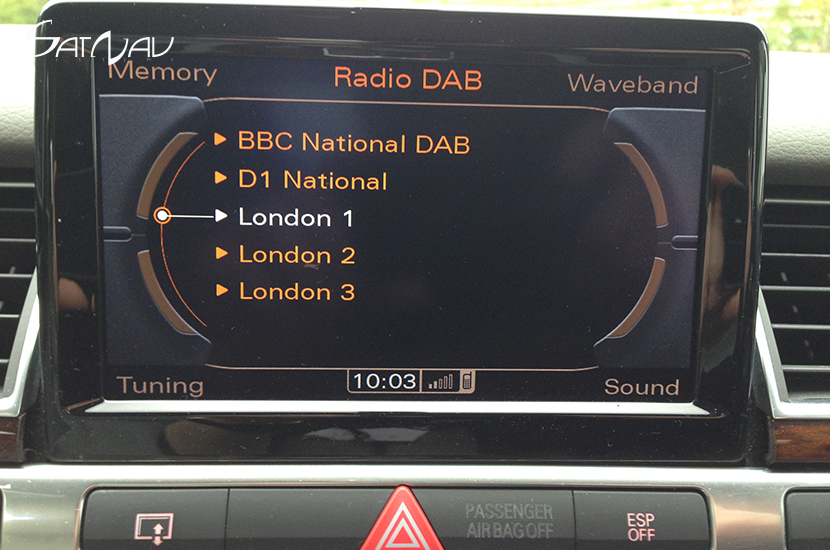 SatNav
Memory
Radio DAB
Waveband
BBC National DAB
D1 National
London 1
London 2
London 3
10:03
Tuning
Sound
PASSENGER
AIRBAG OFF
ESP
OFF